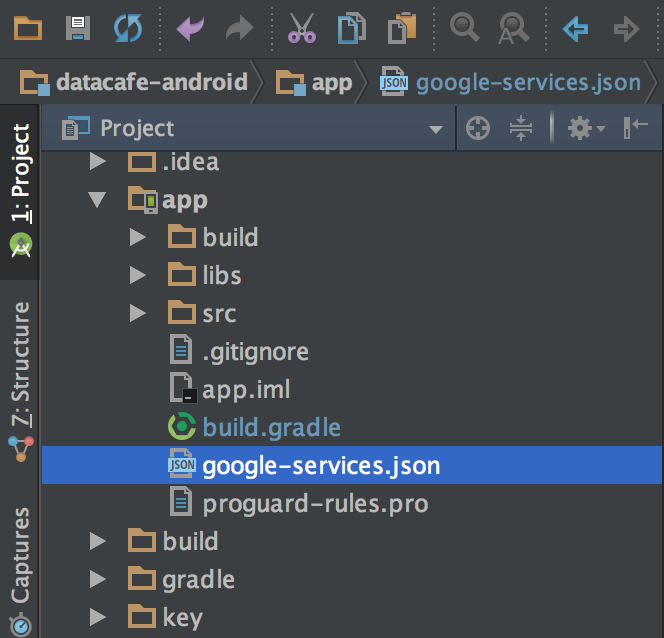 datacafe-android app JSON google-services.json
1: Project
Project
.idea
app
build
libs
src
.gitignore
app.iml
build.gradle
JSON google-services.json
proguard-rules.pro
build
gradle
key
7: Structure
Captures